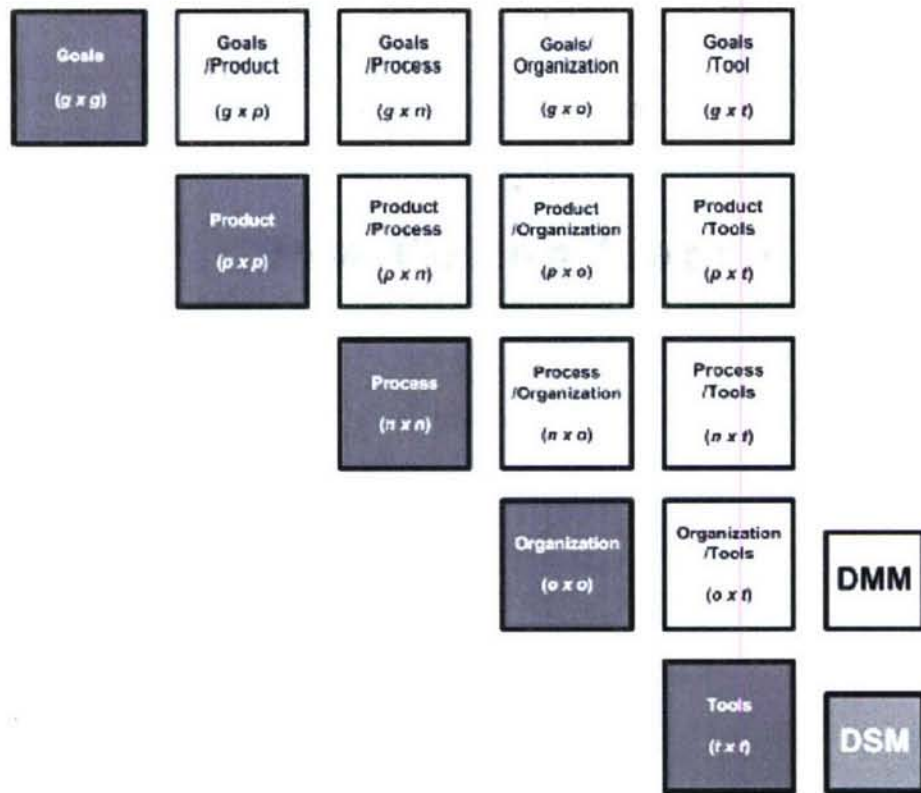 Goals
(g x g)
Goals
/Product
(g x p)
Goals
/Process
(g x n)
Goals/
Organization
(g x o)
Goals
/Tool
(g x t)
Product
(p x p)
Product
/Process
(p x n)
Product
/Organization
(p x o)
Product
/Tools
(p x t)
Process
(n x n)
Process
/Organization
(n x o)
Process
/Tools
(n x t)
Organization
(o x o)
Organization
/Tools
(o x t)
DMM
Tools
(t x t)
DSM